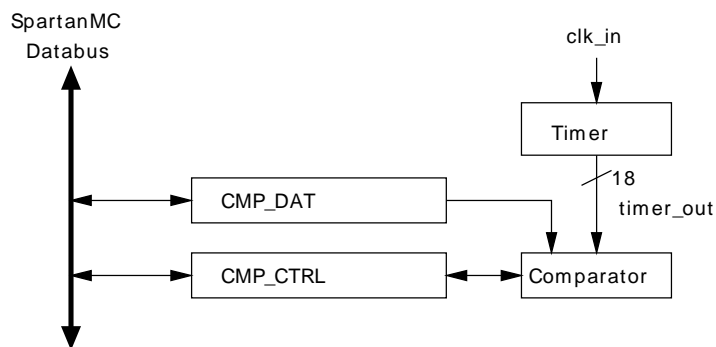 SpartanMC
Databus
clk_in
Timer
18
CMP_DAT
timer_out
CMP_CTRL
Comparator